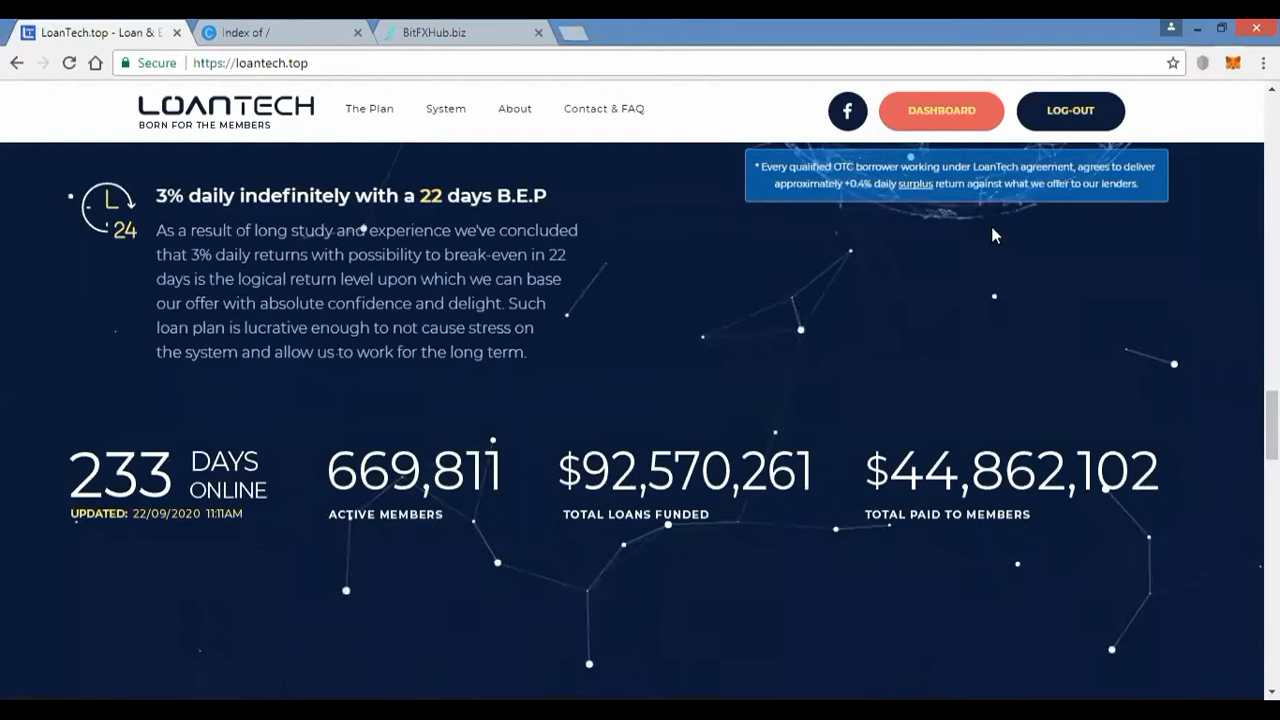 LoanTech.top - Loan & E
Index of /
BitFXHub.biz
Secure
https://loantech.top
LOANTECH
BORN FOR THE MEMBERS
The Plan
System
About
Contact & FAQ
DASHBOARD
LOG-OUT
* Every qualified OTC borrower working under LoanTech agreement, agrees to deliver
approximately +0.4% daily surplus return against what we offer to our lenders.
24
3% daily indefinitely with a 22 days B.E.P
As a result of long study and experience we've concluded
that 3% daily returns with possibility to break-even in 22
days is the logical return level upon which we can base
our offer with absolute confidence and delight. Such
loan plan is lucrative enough to not cause stress on
the system and allow us to work for the long term.
233 DAYS ONLINE
UPDATED: 22/09/2020 11:11AM
669,811
ACTIVE MEMBERS
$92,570,261
TOTAL LOANS FUNDED
$44,862,102
TOTAL PAID TO MEMBERS